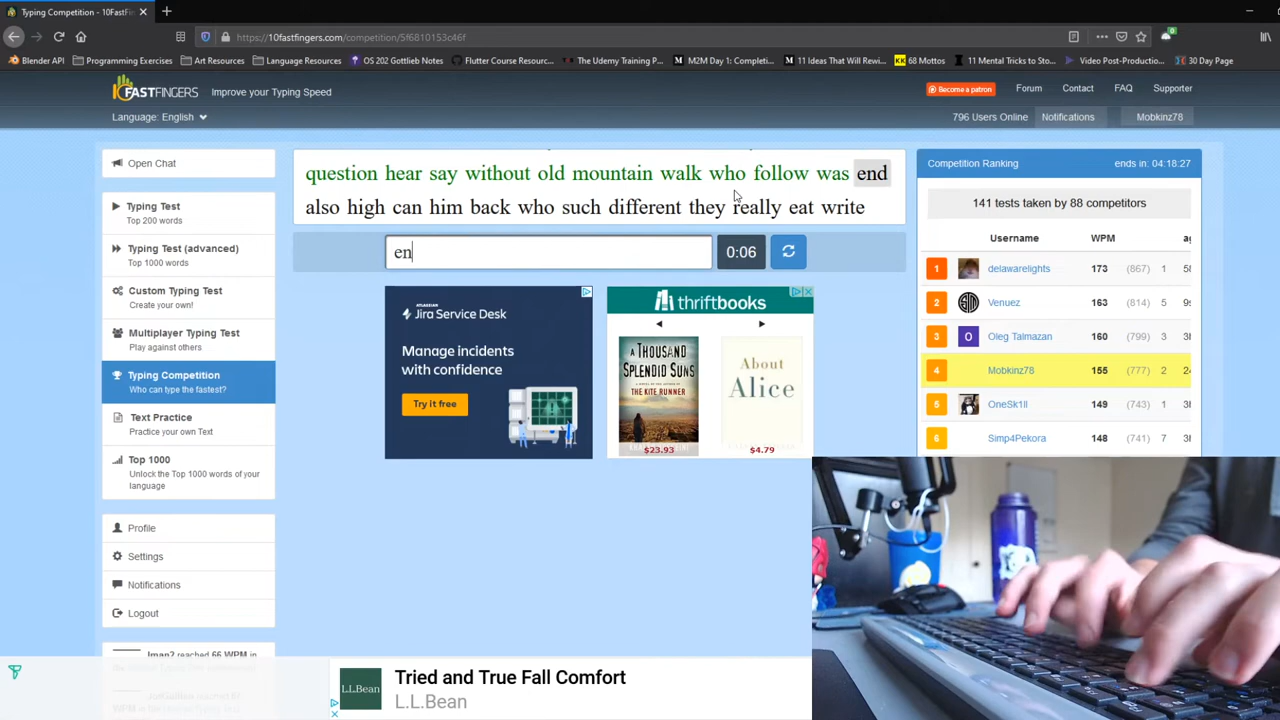 Typing Competition - 10FastFin
https://10fastfingers.com/competition/5f6810153c46f
Blender API
Programming Exercises
Art Resources
Language Resources
OS 202 Gottlieb Notes
Flutter Course Resourc...
The Udemy Training P...
M2M Day 1: Completi...
11 Ideas That Will Rewi...
KK 68 Mottos
11 Mental Tricks to Sto...
Video Post-Productio...
30 Day Page
10FASTFINGERS
Improve your Typing Speed
Become a patron
Forum
Contact
FAQ
Supporter
Language: English
796 Users Online
Notifications
Mobkinz78
Open Chat
Typing Test
Top 200 words
Typing Test (advanced)
Top 1000 words
Custom Typing Test
Create your own!
Multiplayer Typing Test
Play against others
Typing Competition
Who can type the fastest?
Text Practice
Practice your own Text
Top 1000
Unlock the Top 1000 words of your
language
Profile
Settings
Notifications
Logout
reached 66 WPM in
question hear say without old mountain walk who follow was end
also high can him back who such different they really eat write
en
0:06
ATLASSIAN
Jira Service Desk
Manage incidents
with confidence
Try it free
thriftbooks
A THOUSAND
SPLENDID SUNS
THE KITE RUNNER
$23.93
About
Alice
$4.79
Competition Ranking
ends in: 04:18:27
141 tests taken by 88 competitors
Username WPM
1 delawarelights 173 (867) 1
2 Venuez 163 (814) 5
3 O Oleg Talmazan 160 (799) 3
4 Mobkinz78 155 (777) 2
5 OneSk1ll 149 (743) 1
6 Simp4Pekora 148 (741) 7
L.L.Bean
Tried and True Fall Comfort
L.L.Bean